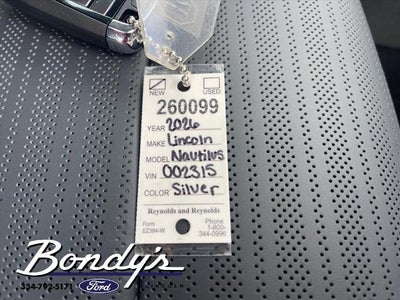 NEW USED
260099
YEAR 2026
MAKE Lincoln
MODEL Nautilus
VIN 002315
COLOR Silver
Reynolds and Reynolds
Form
EZ384-W
Phone
1-800-
344-0996
Bondy's
334-792-5171 Ford LINCOLN